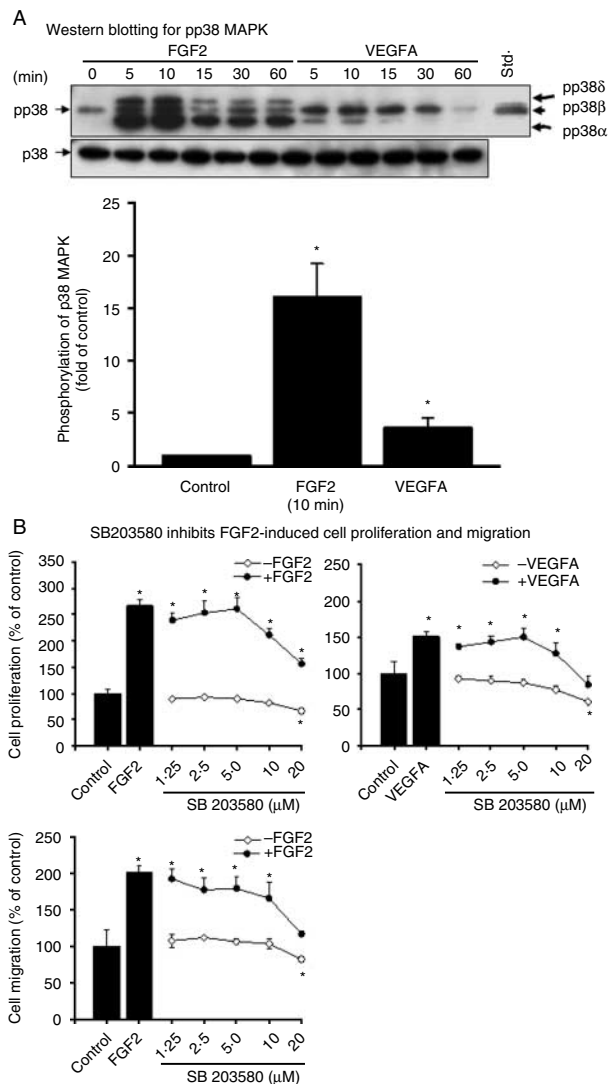 A
Western blotting for pp38 MAPK
FGF2 VEGFA
(min) 0 5 10 15 30 60 5 10 15 30 60 Std·
pp38δ
pp38 pp38β
pp38α
p38
Phosphorylation of p38 MAPK
(fold of control)
25
20
15
10
5
0
*
*
Control FGF2 VEGFA
(10 min)
B
SB203580 inhibits FGF2-induced cell proliferation and migration
Cell proliferation (% of control)
350
300
250
200
150
100
50
0
–FGF2
+FGF2
* * * * * *
*
Control FGF2 1·25 2·5 5·0 10 20
SB 203580 (μM)
200
150
100
50
0
–VEGFA
+VEGFA
* * * * *
*
Control VEGFA 1·25 2·5 5·0 10 20
SB 203580 (μM)
Cell migration (% of control)
250
200
150
100
50
0
–FGF2
+FGF2
* * * * *
*
Control FGF2 1·25 2·5 5·0 10 20
SB 203580 (μM)